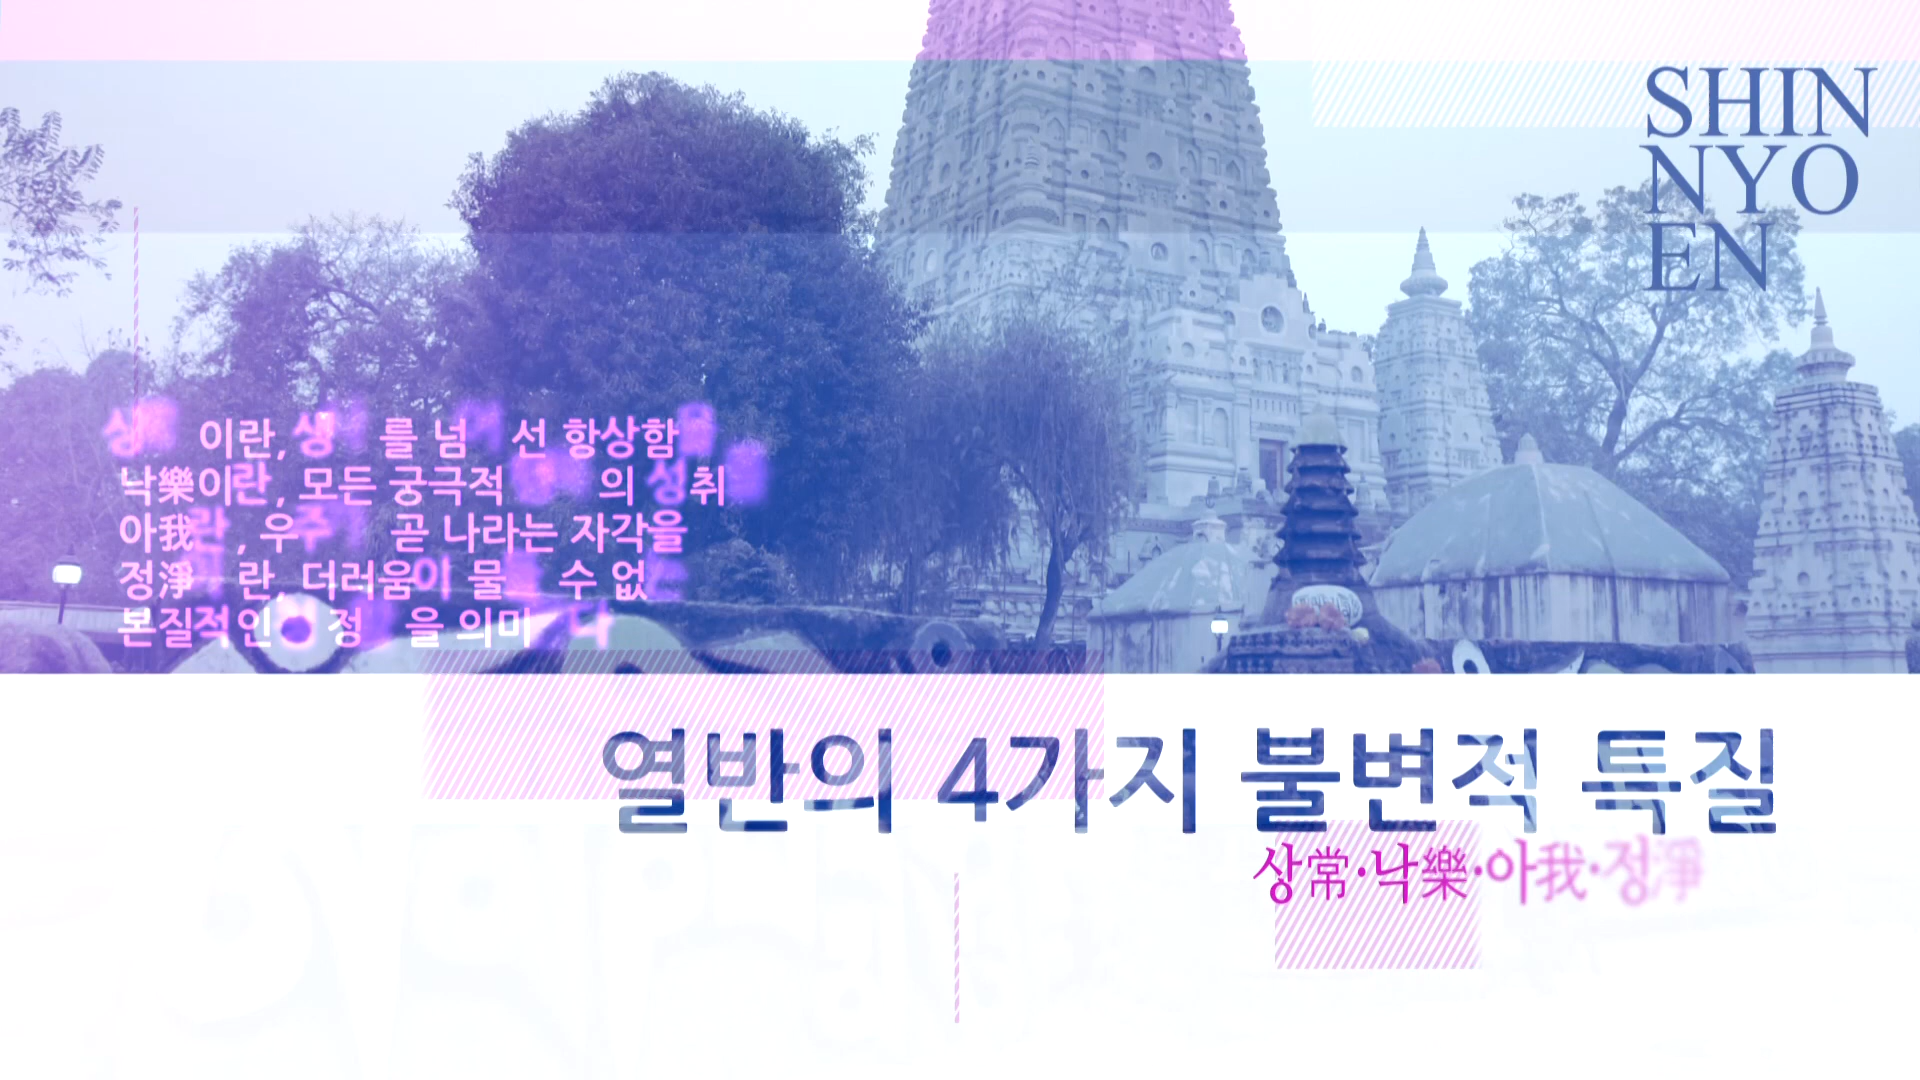 SHIN
NYO
EN
이란, 를 넘 선 항상함
낙樂이란, 모든 궁극적 의 성취
아我란, 우주 곧 나라는 자각을
정淨 란, 더러움이 물 수 없
본질적인 정 을 의미
열반의 4가지 불변적 특질
상常·낙樂·아我·정淨